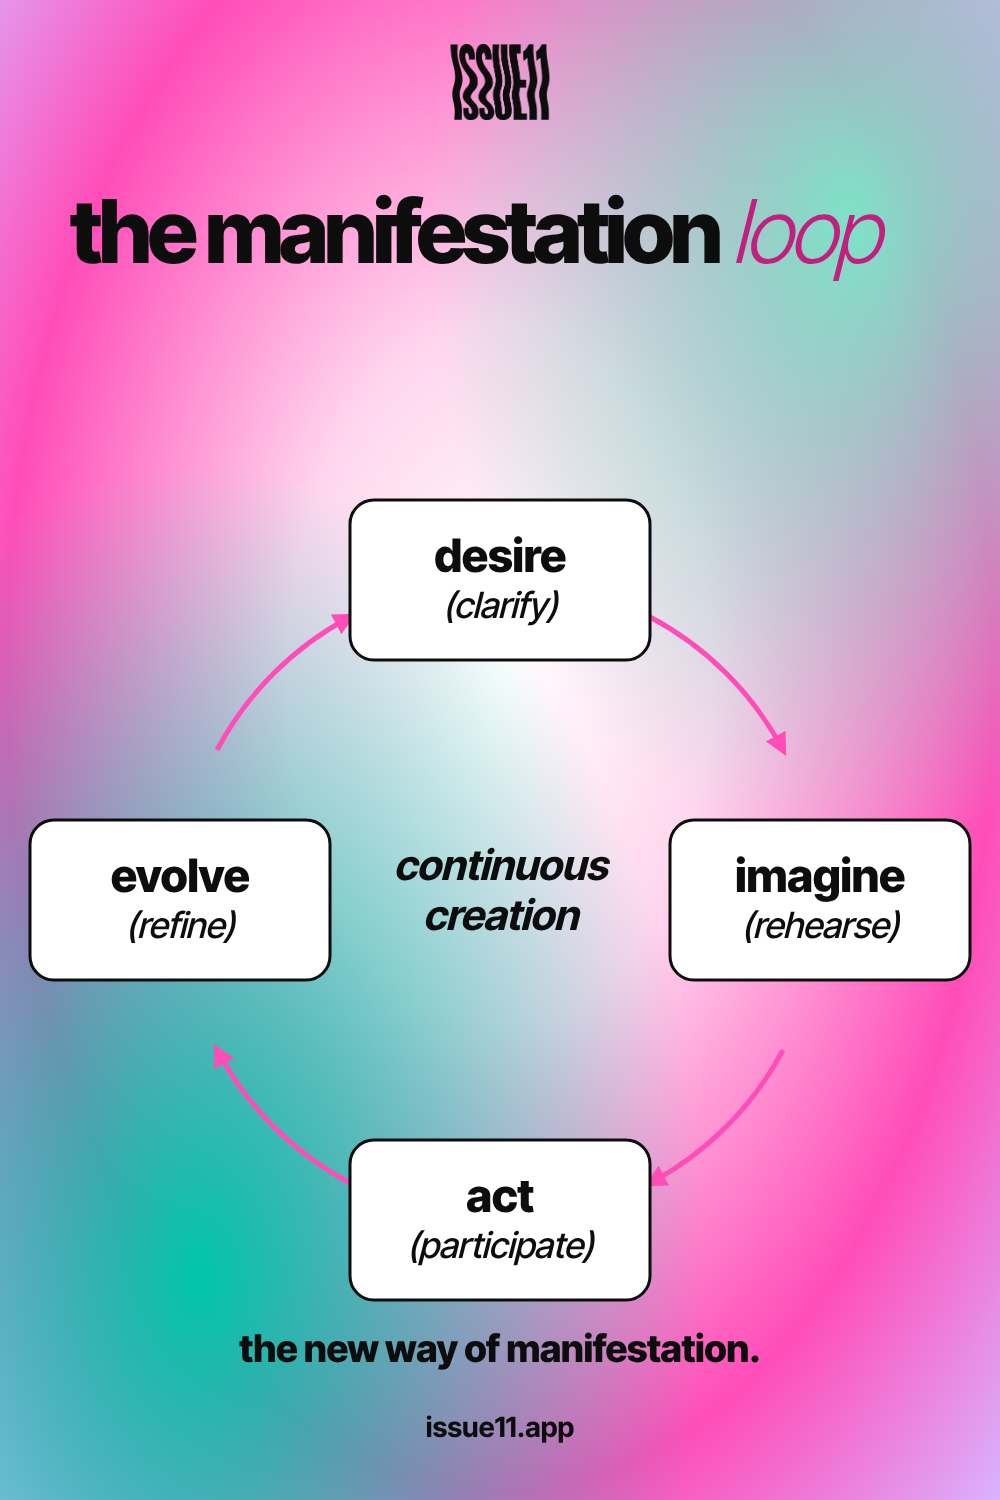 ISSUE11
the manifestation loop
desire
(clarify)
evolve
(refine)
continuous
creation
imagine
(rehearse)
act
(participate)
the new way of manifestation.
issue11.app